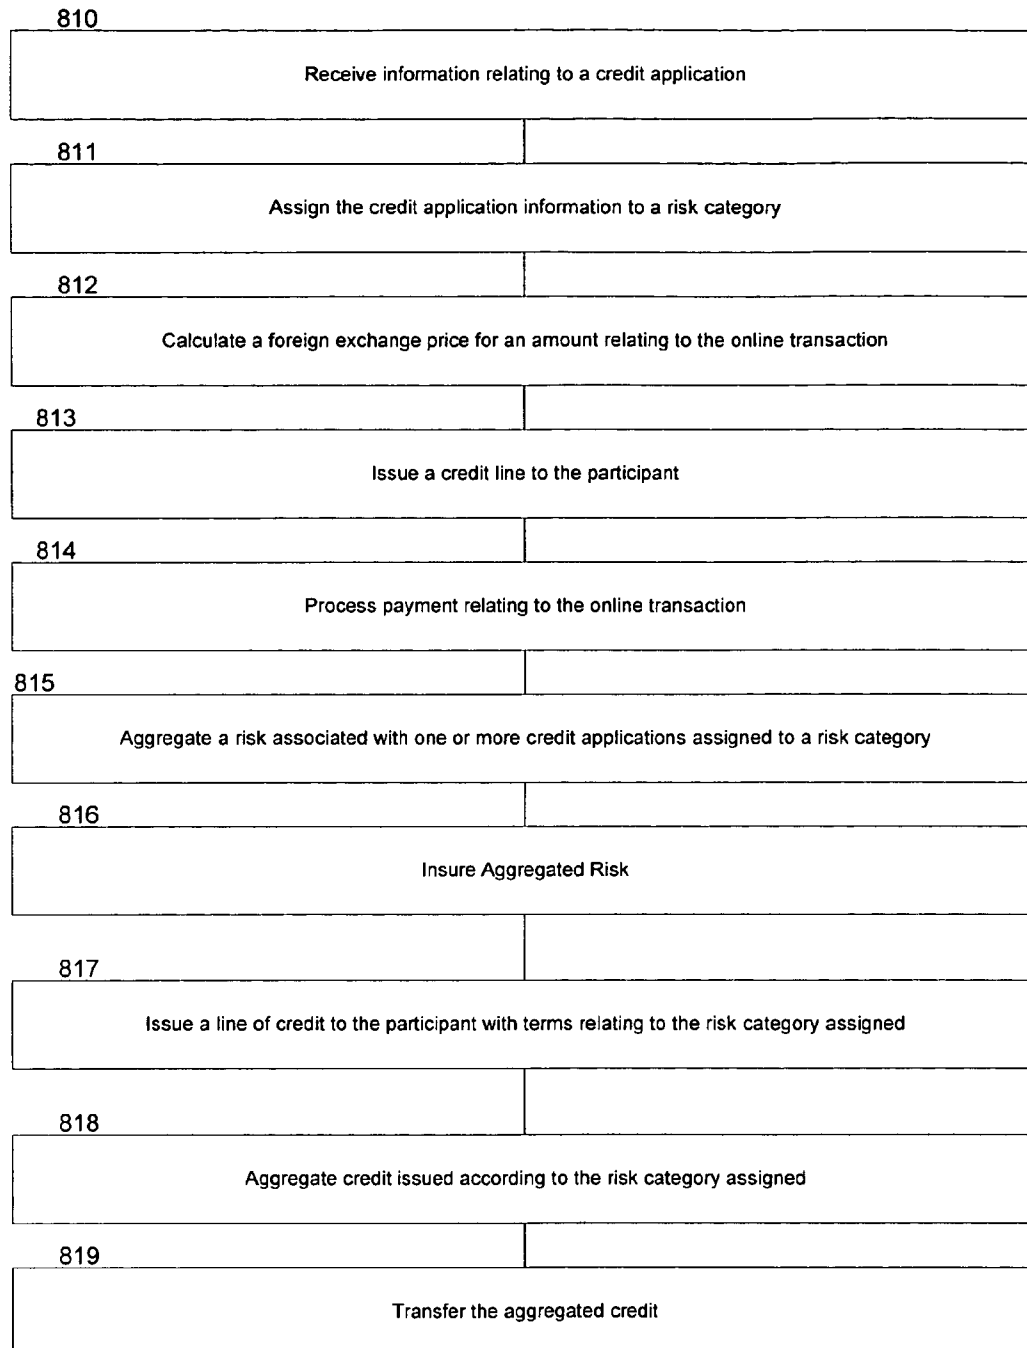 810
Receive information relating to a credit application
811
Assign the credit application information to a risk category
812
Calculate a foreign exchange price for an amount relating to the online transaction
813
Issue a credit line to the participant
814
Process payment relating to the online transaction
815
Aggregate a risk associated with one or more credit applications assigned to a risk category
816
Insure Aggregated Risk
817
Issue a line of credit to the participant with terms relating to the risk category assigned
818
Aggregate credit issued according to the risk category assigned
819
Transfer the aggregated credit